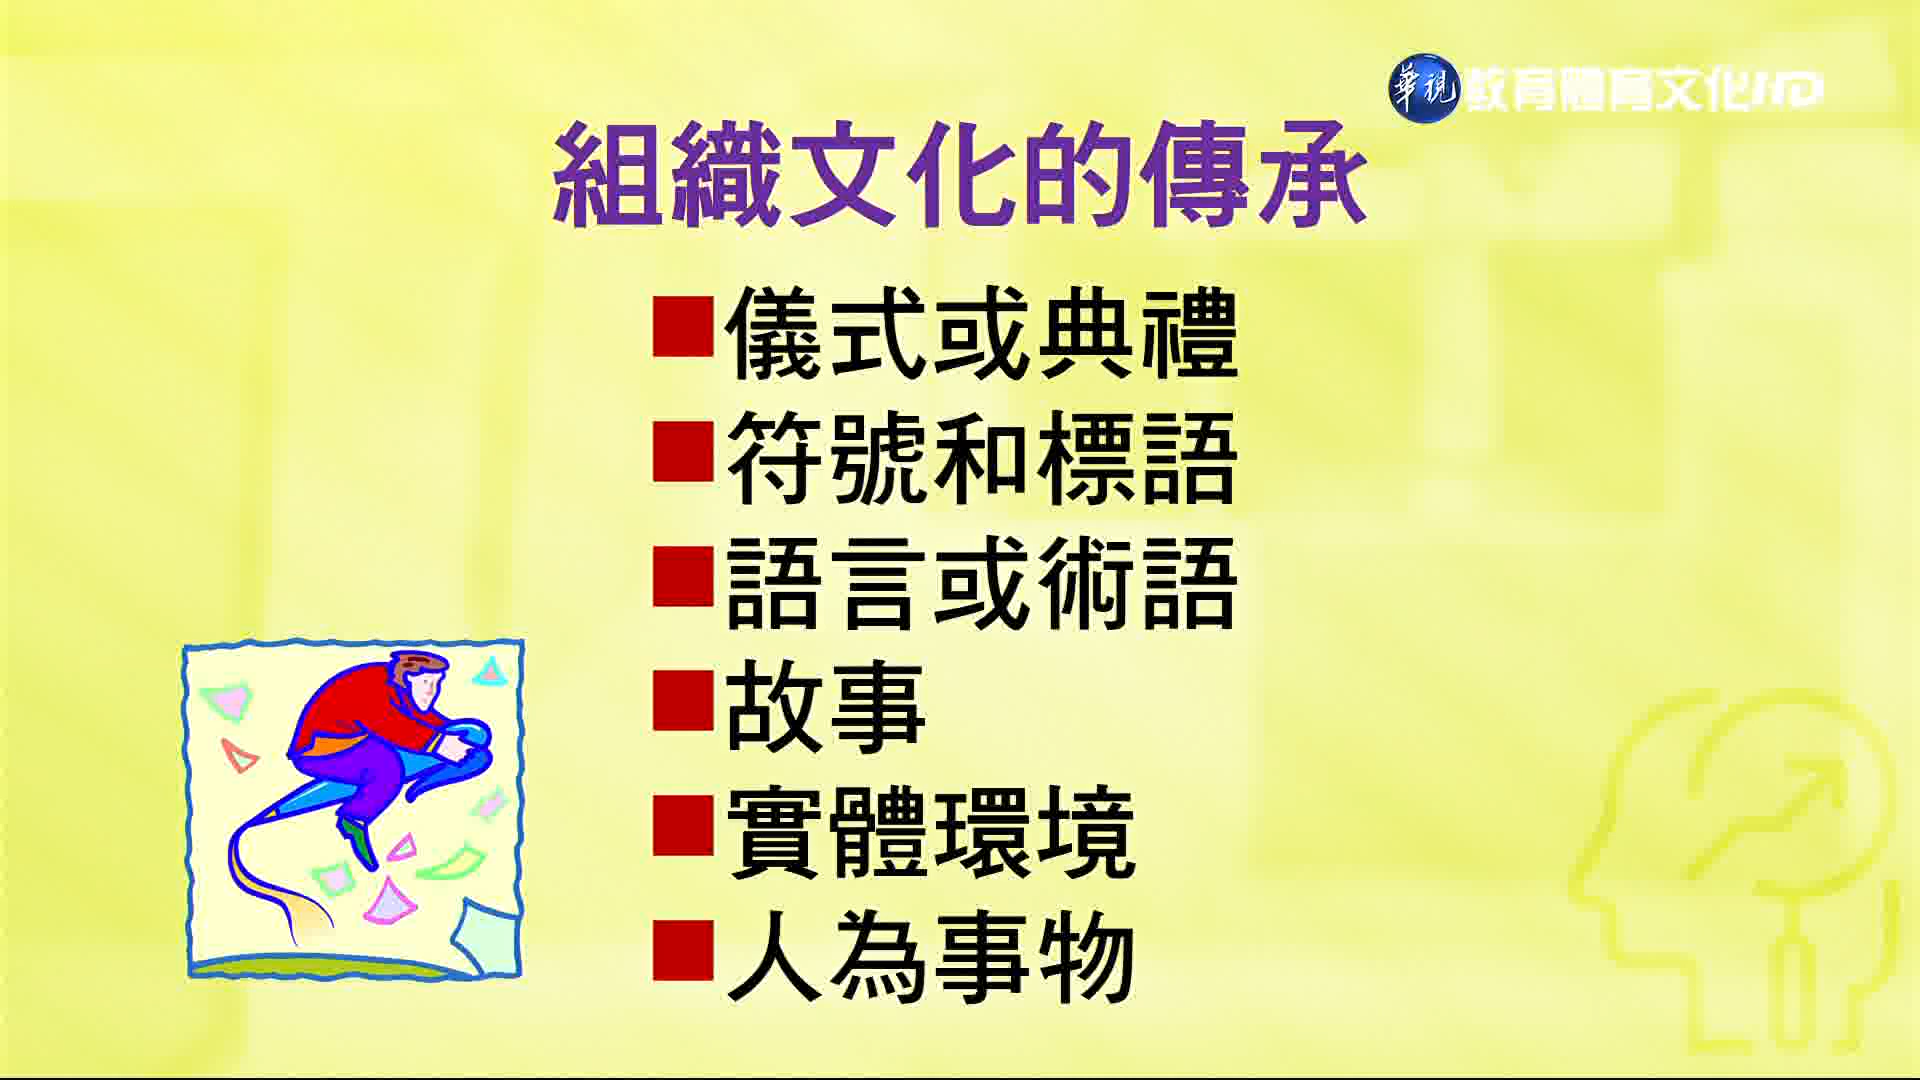 華視 教育體育文化HD
組織文化的傳承
儀式或典禮
符號和標語
語言或術語
故事
實體環境
人為事物